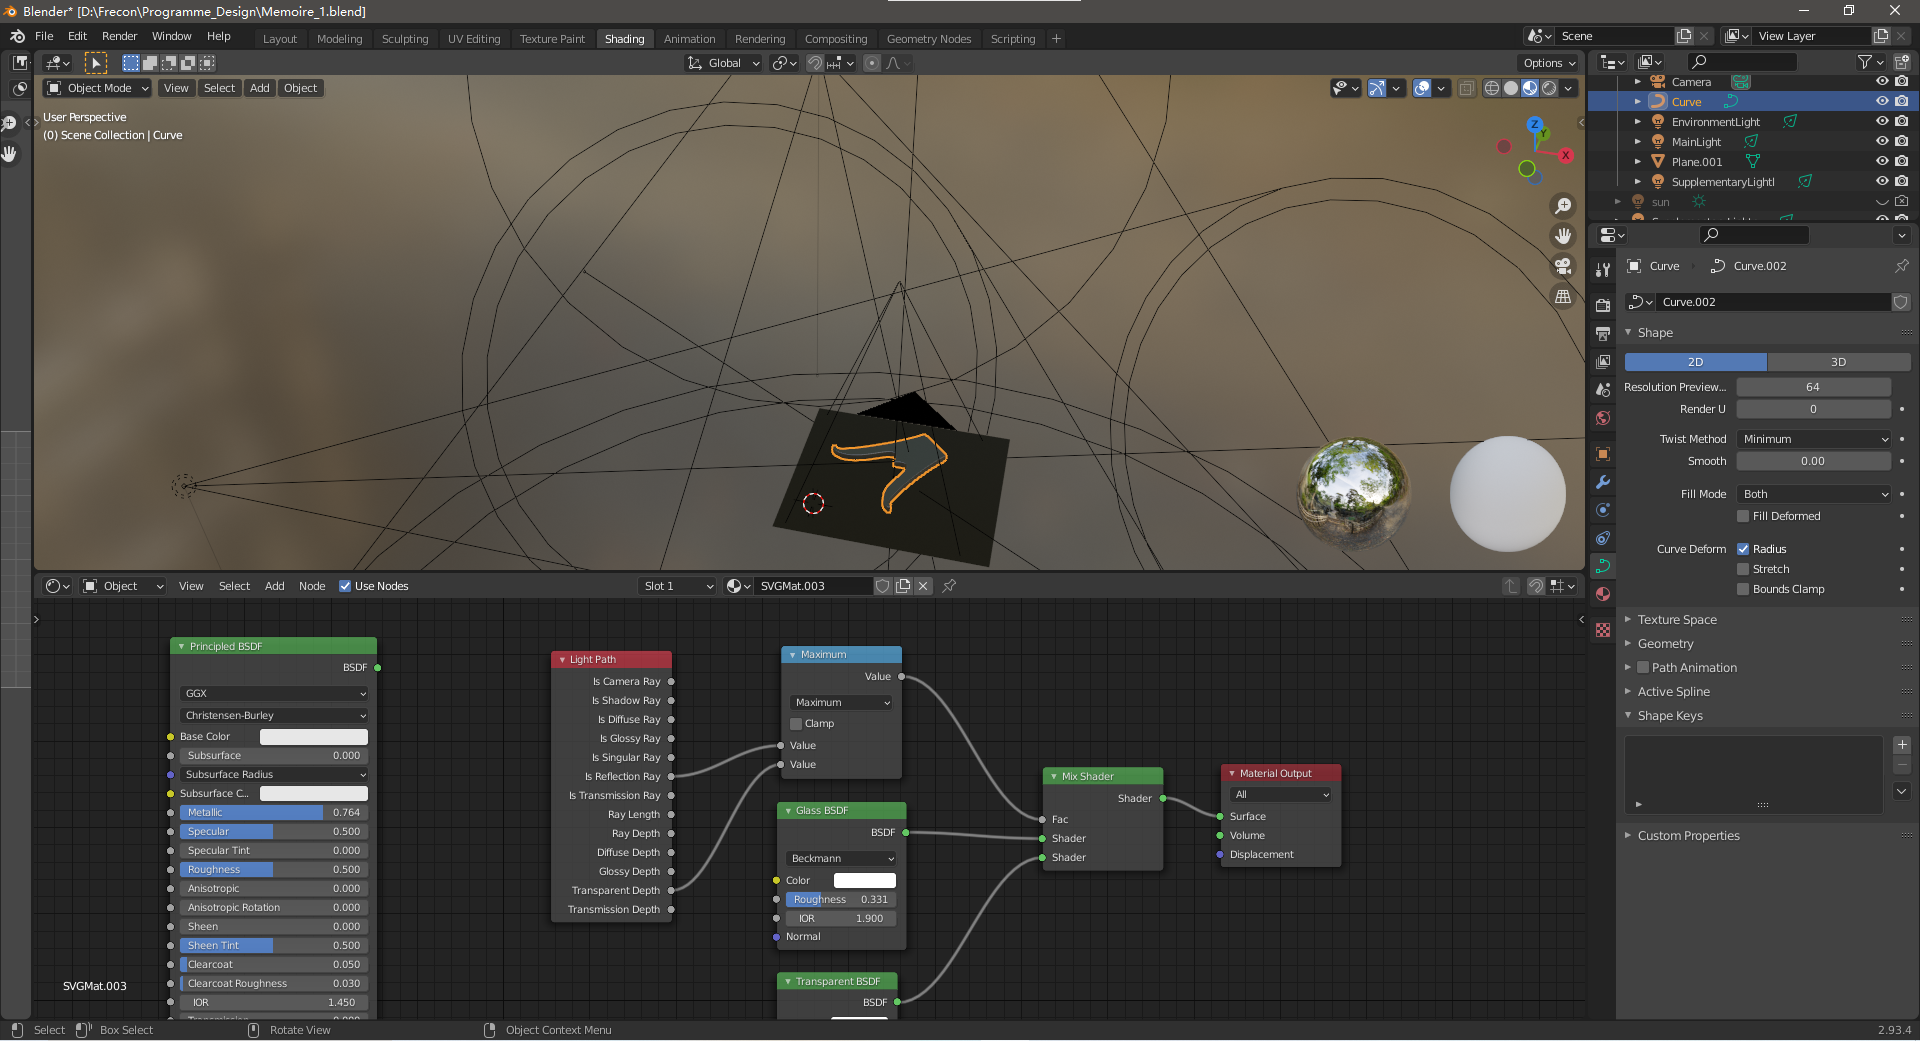 Blender* [D:\Frecon\Programme_Design\Memoire_1.blend]
File Edit Render Window Help
Layout Modeling Sculpting UV Editing Texture Paint Shading Animation Rendering Compositing Geometry Nodes Scripting +
Scene
View Layer
Global
Options
Object Mode View Select Add Object
User Perspective
(0) Scene Collection | Curve
Z
Y
X
Camera
Curve
EnvironmentLight
MainLight
Plane.001
SupplementaryLightI
sun
Curve Curve.002
Curve.002
Shape
2D 3D
Resolution Preview... 64
Render U 0
Twist Method Minimum
Smooth 0.00
Fill Mode Both
Fill Deformed
Curve Deform Radius
Stretch
Bounds Clamp
Texture Space
Geometry
Path Animation
Active Spline
Shape Keys
Custom Properties
Object View Select Add Node Use Nodes
Slot 1
SVGMat.003
Principled BSDF
BSDF
GGX
Christensen-Burley
Base Color
Subsurface 0.000
Subsurface Radius
Subsurface C...
Metallic 0.764
Specular 0.500
Specular Tint 0.000
Roughness 0.500
Anisotropic 0.000
Anisotropic Rotation 0.000
Sheen 0.000
Sheen Tint 0.500
Clearcoat 0.050
Clearcoat Roughness 0.030
IOR 1.450
Light Path
Is Camera Ray
Is Shadow Ray
Is Diffuse Ray
Is Glossy Ray
Is Singular Ray
Is Reflection Ray
Is Transmission Ray
Ray Length
Ray Depth
Diffuse Depth
Glossy Depth
Transparent Depth
Transmission Depth
Maximum
Value
Maximum
Clamp
Value
Value
Glass BSDF
BSDF
Beckmann
Color
Roughness 0.331
IOR 1.900
Normal
Transparent BSDF
BSDF
Mix Shader
Shader
Fac
Shader
Shader
Material Output
All
Surface
Volume
Displacement
SVGMat.003
Select Box Select Rotate View Object Context Menu
2.93.4